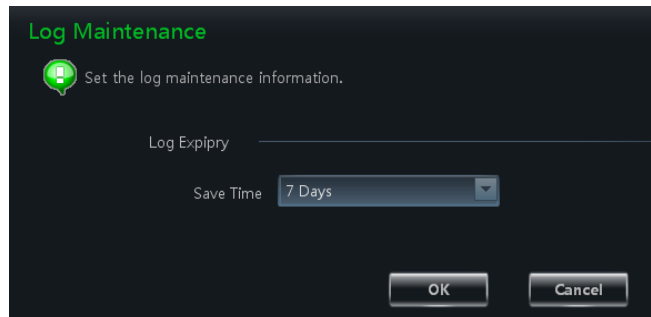 Log Maintenance
Set the log maintenance information.
Log Expipry
Save Time 7 Days
OK Cancel